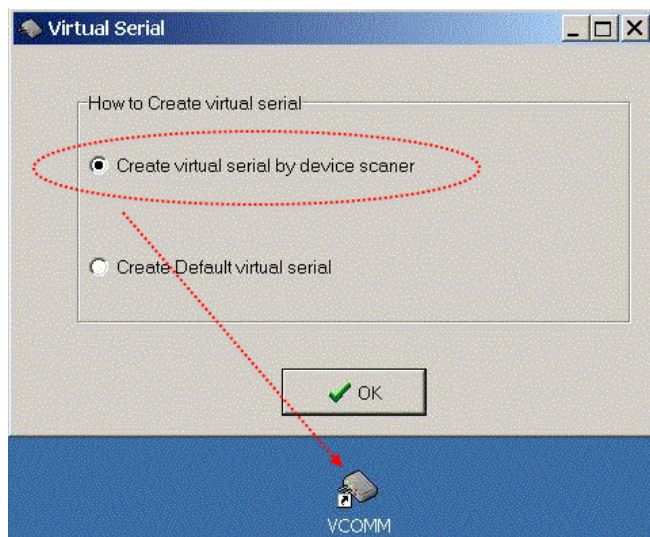 Virtual Serial
How to Create virtual serial
Create virtual serial by device scaner
Create Default virtual serial
OK
VCOMM